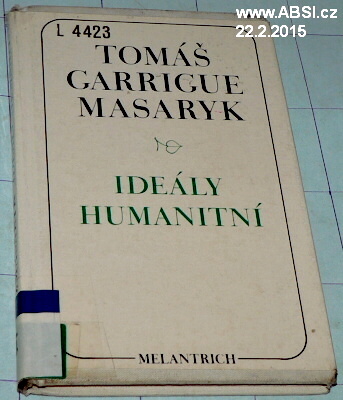 www.ABSI.cz
22.2.2015
L 4423
TOMÁŠ
GARRIGUE
MASARYK
IDEÁLY
HUMANITNÍ
MELANTRICH